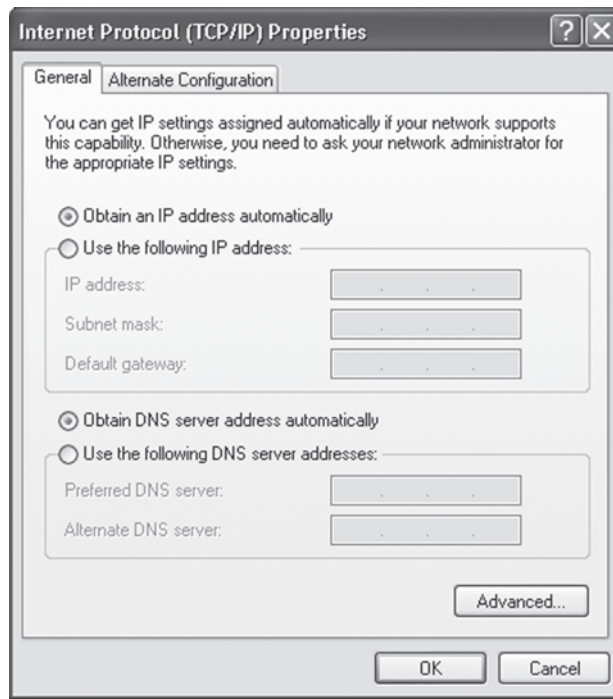 Internet Protocol (TCP/IP) Properties
General
Alternate Configuration
You can get IP settings assigned automatically if your network supports
this capability. Otherwise, you need to ask your network administrator for
the appropriate IP settings.
Obtain an IP address automatically
Use the following IP address:
IP address:
Subnet mask:
Default gateway:
Obtain DNS server address automatically
Use the following DNS server addresses:
Preferred DNS server:
Alternate DNS server:
Advanced...
OK
Cancel